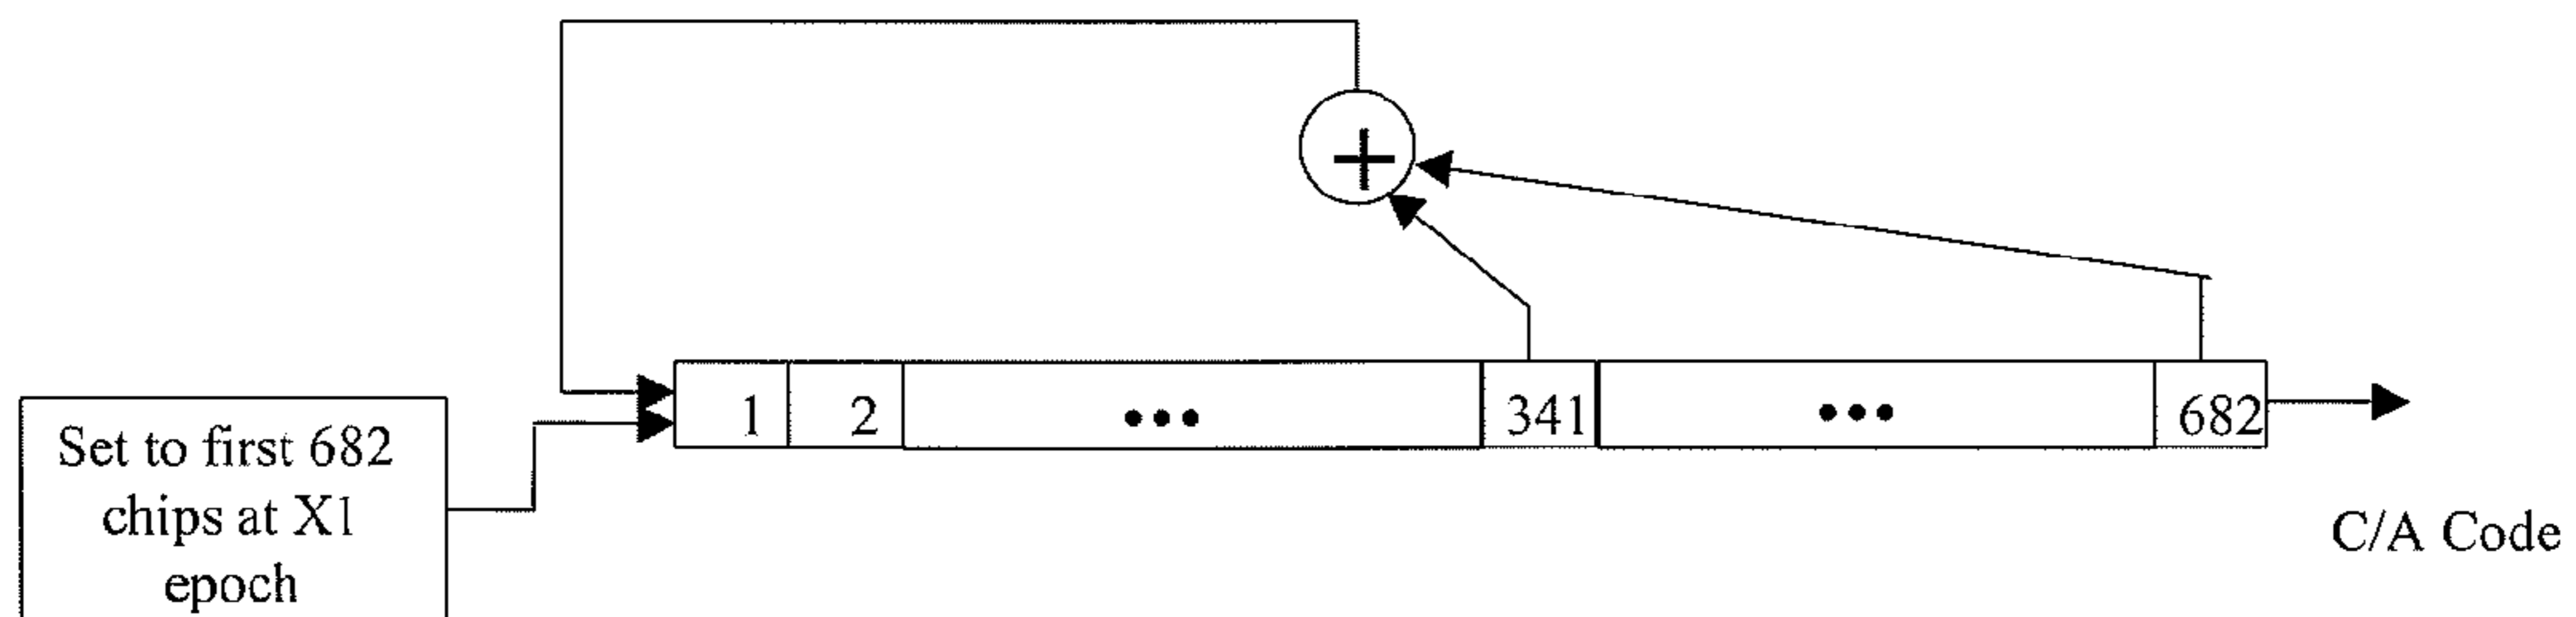 1
2
•••
341
•••
682
Set to first 682
chips at X1
epoch
C/A Code